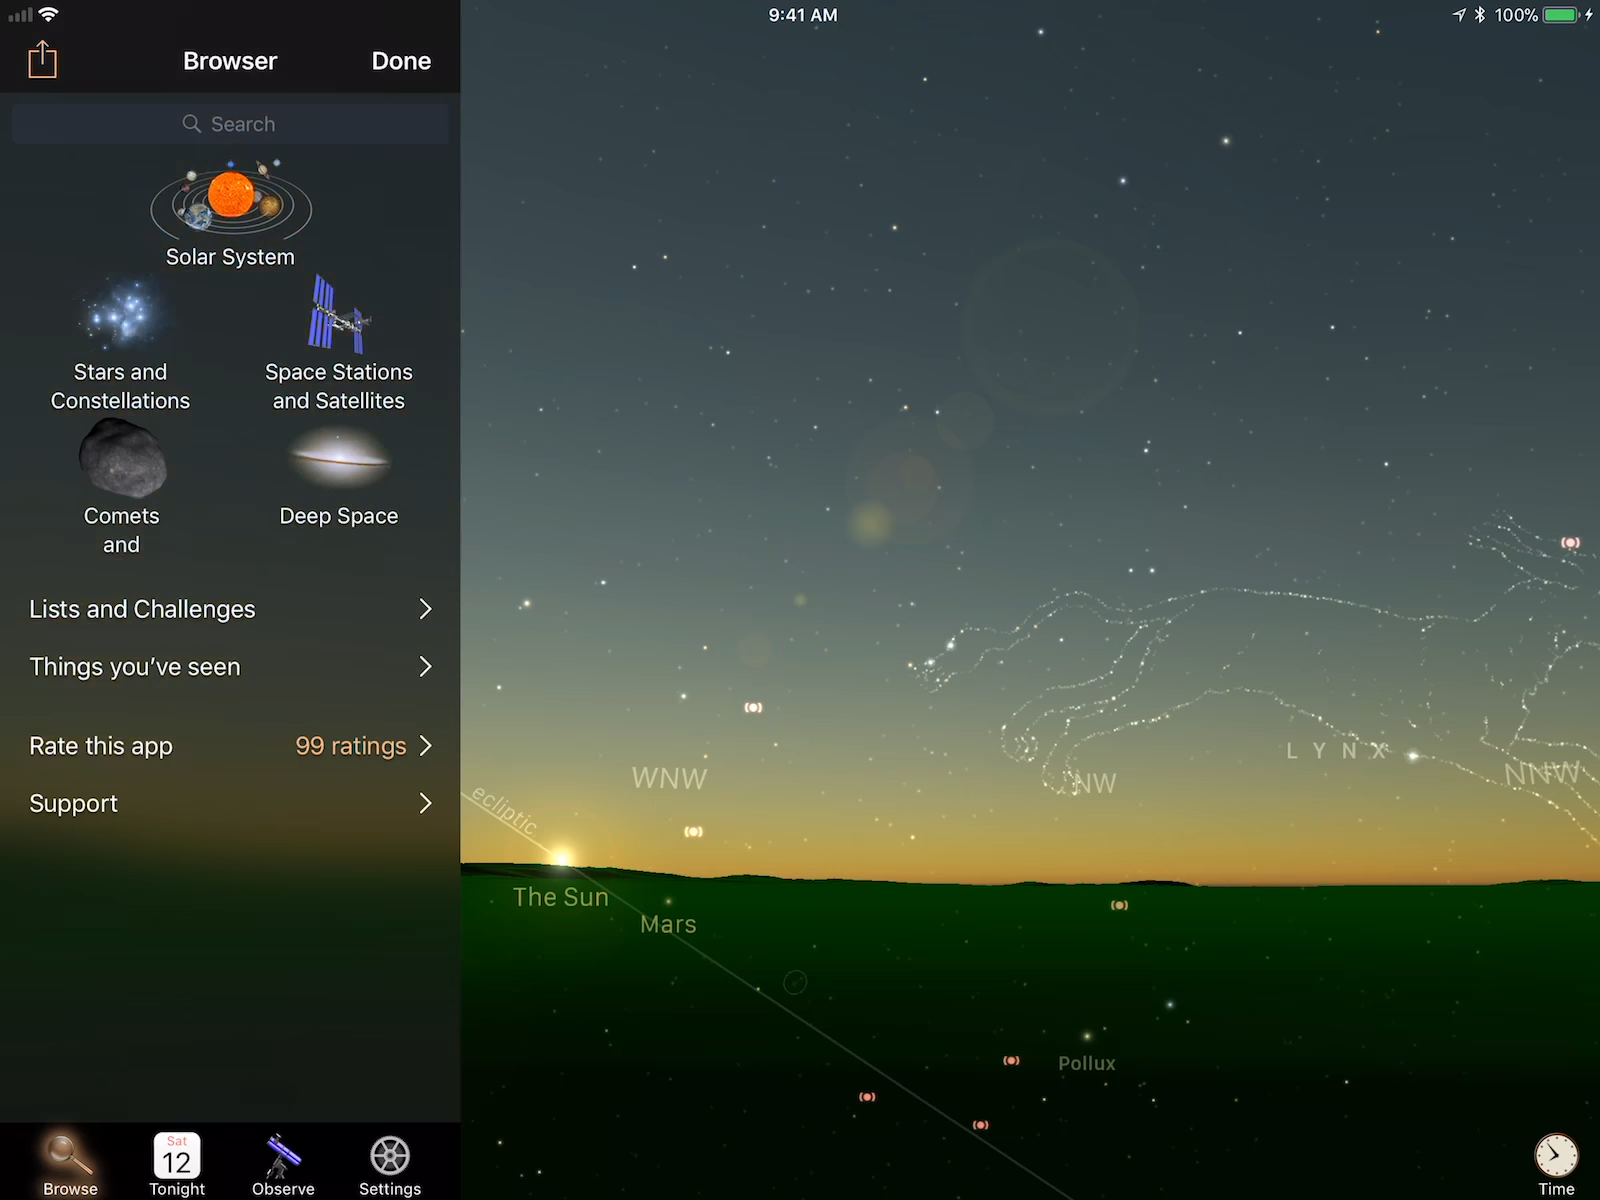 9:41 AM
100%
Browser
Done
Search
Solar System
Stars and
Constellations
Space Stations
and Satellites
Comets
and
Deep Space
Lists and Challenges
Things you’ve seen
Rate this app
99 ratings
Support
Browse
Sat
12
Tonight
Observe
Settings
WNW
NW
LYNX
NNW
ecliptic
The Sun
Mars
Pollux
Time